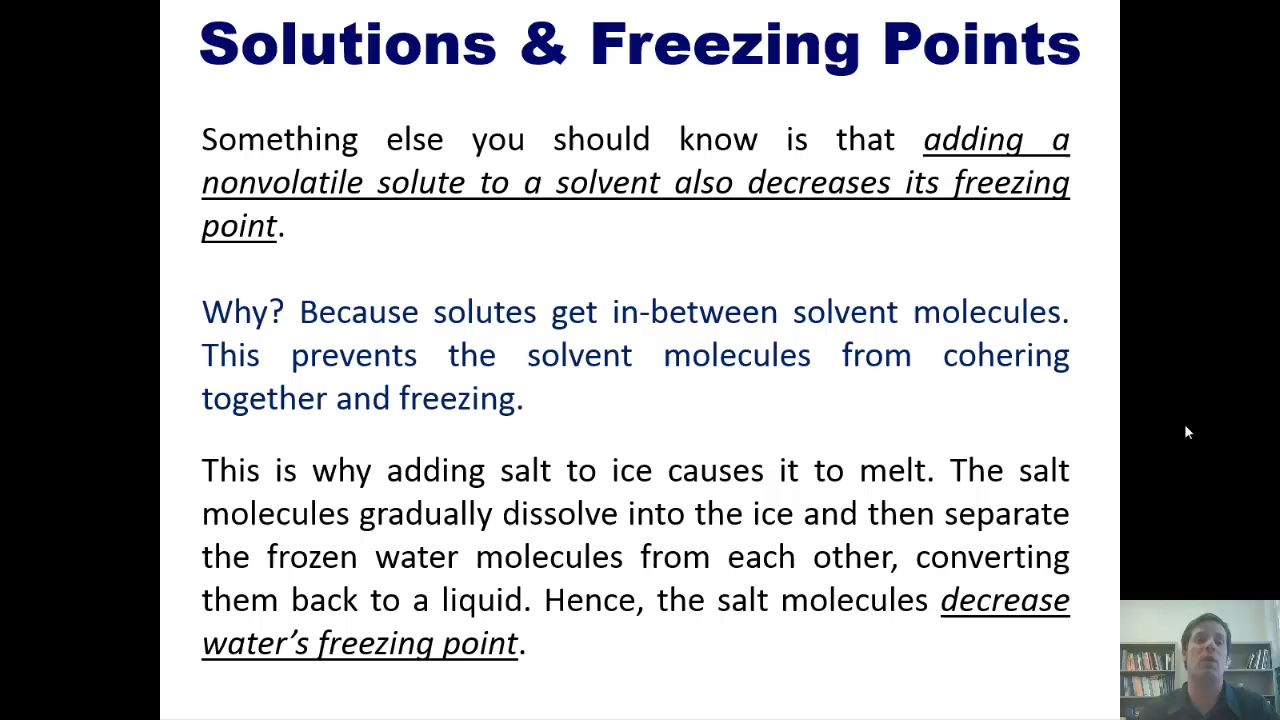 Solutions & Freezing Points
Something else you should know is that adding a
nonvolatile solute to a solvent also decreases its freezing
point.
Why? Because solutes get in-between solvent molecules.
This prevents the solvent molecules from cohering
together and freezing.
This is why adding salt to ice causes it to melt. The salt
molecules gradually dissolve into the ice and then separate
the frozen water molecules from each other, converting
them back to a liquid. Hence, the salt molecules decrease
water’s freezing point.